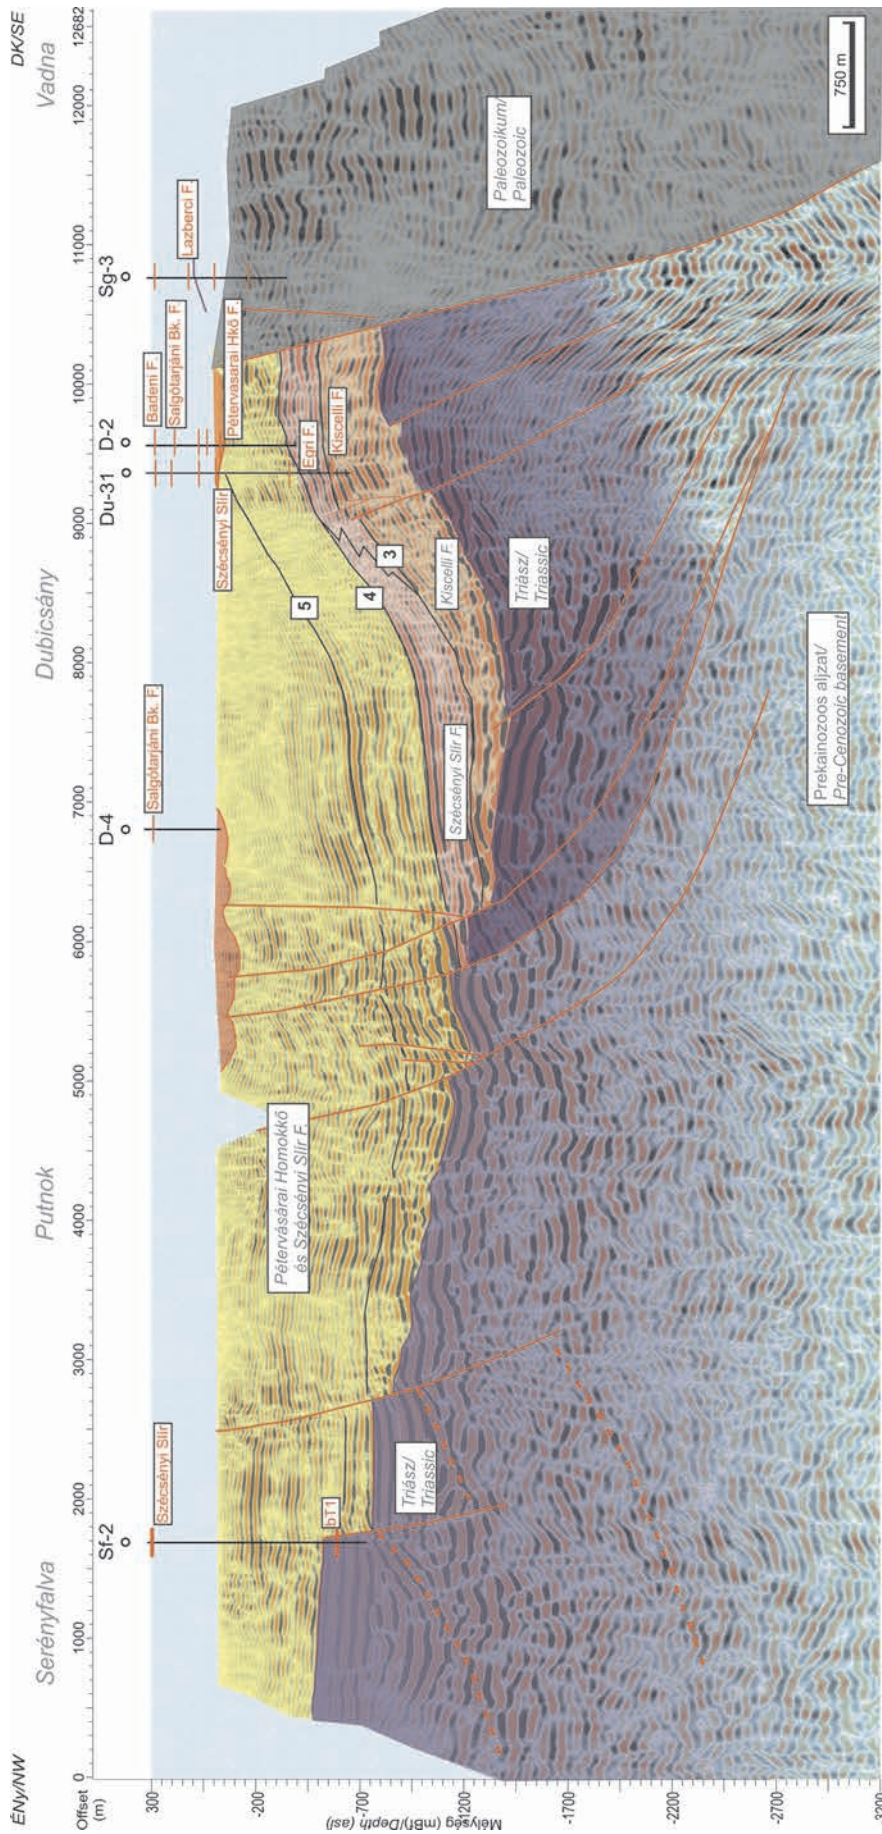 ÉNy/NW
DK/SE
Serényfalva
Putnok
Dubicsány
Vadna
Offset
(m)
0
1000
2000
3000
4000
5000
6000
7000
8000
9000
10000
11000
12000
12682
Sf-2
D-4
Du-31
D-2
Sg-3
Szécsényi Slír
Salgótarjáni Bk. F.
Badeni F.
Salgótarjáni Bk. F.
Lazberci F.
Szécsényi Slír
Pétervásárai Hkő F.
300
-200
-700
-1200
-1700
-2200
-2700
-3200
Mélység (mBf)/Depth (asl)
bT1
Triász/
Triassic
Pétervásárai Homokkő
és Szécsényi Slír F.
5
4
3
Egri F.
Kiscelli F.
Kiscelli F.
Szécsényi Slír F.
Triász/
Triassic
Paleozoikum/
Paleozoic
Prekainozoos aljzat/
Pre-Cenozoic basement
750 m